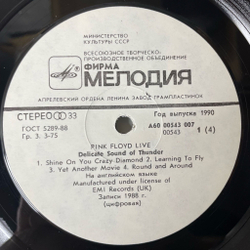 МИНИСТЕРСТВО
КУЛЬТУРЫ СССР
ВСЕСОЮЗНОЕ ТВОРЧЕСКО-
ПРОИЗВОДСТВЕННОЕ ОБЪЕДИНЕНИЕ
ФИРМА
МЕЛОДИЯ
АПРЕЛЕВСКИЙ ОРДЕНА ЛЕНИНА ЗАВОД ГРАМПЛАСТИНОК
СТЕРЕО 33
Год выпуска 1990
ГОСТ 5289-88
А60 00543 007
Гр. 3. 3-75
00543
1 (4)
PINK FLOYD LIVE
Delicate Sound of Thunder
1. Shine On You Crazy Diamond 2. Learning To Fly
3. Yet Another Movie 4. Round and Around
На английском языке
Manufactured under license of
EMI Records (UK)
Записи 1988 г.
(цифровая)